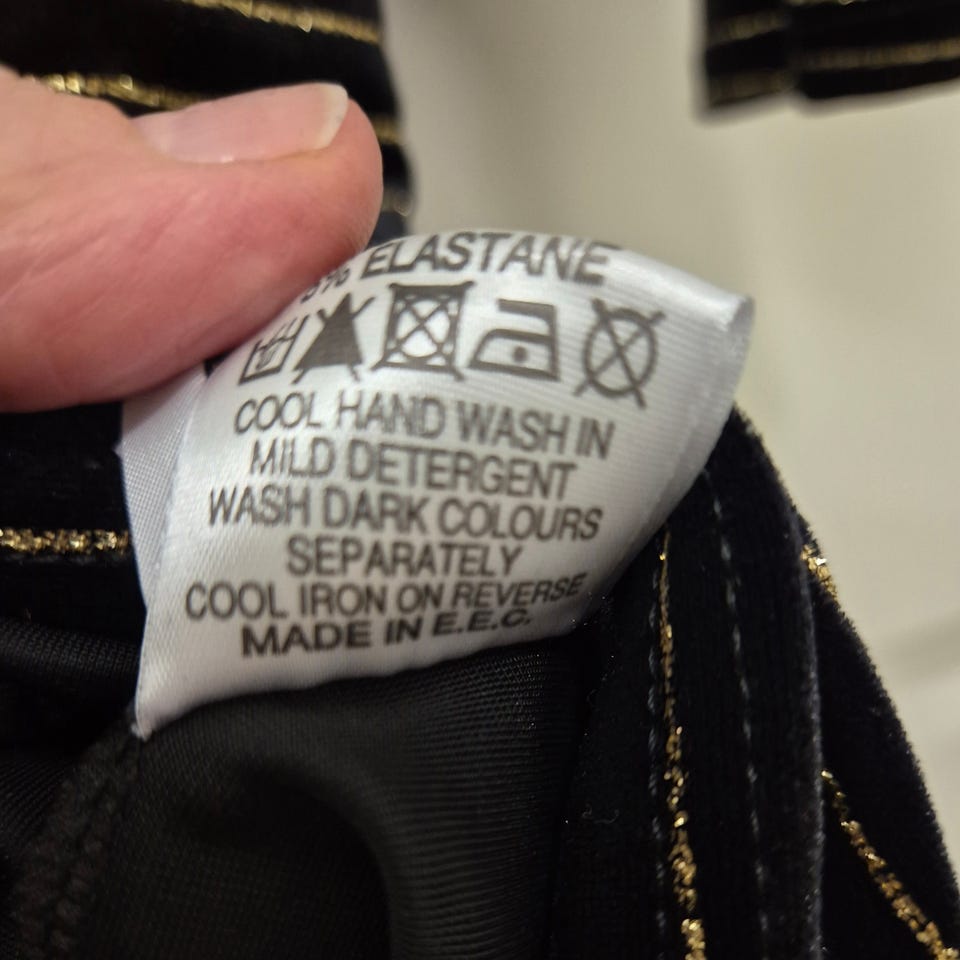 % ELASTANE
COOL HAND WASH IN
MILD DETERGENT
WASH DARK COLOURS
SEPARATELY
COOL IRON ON REVERSE
MADE IN E.E.C.